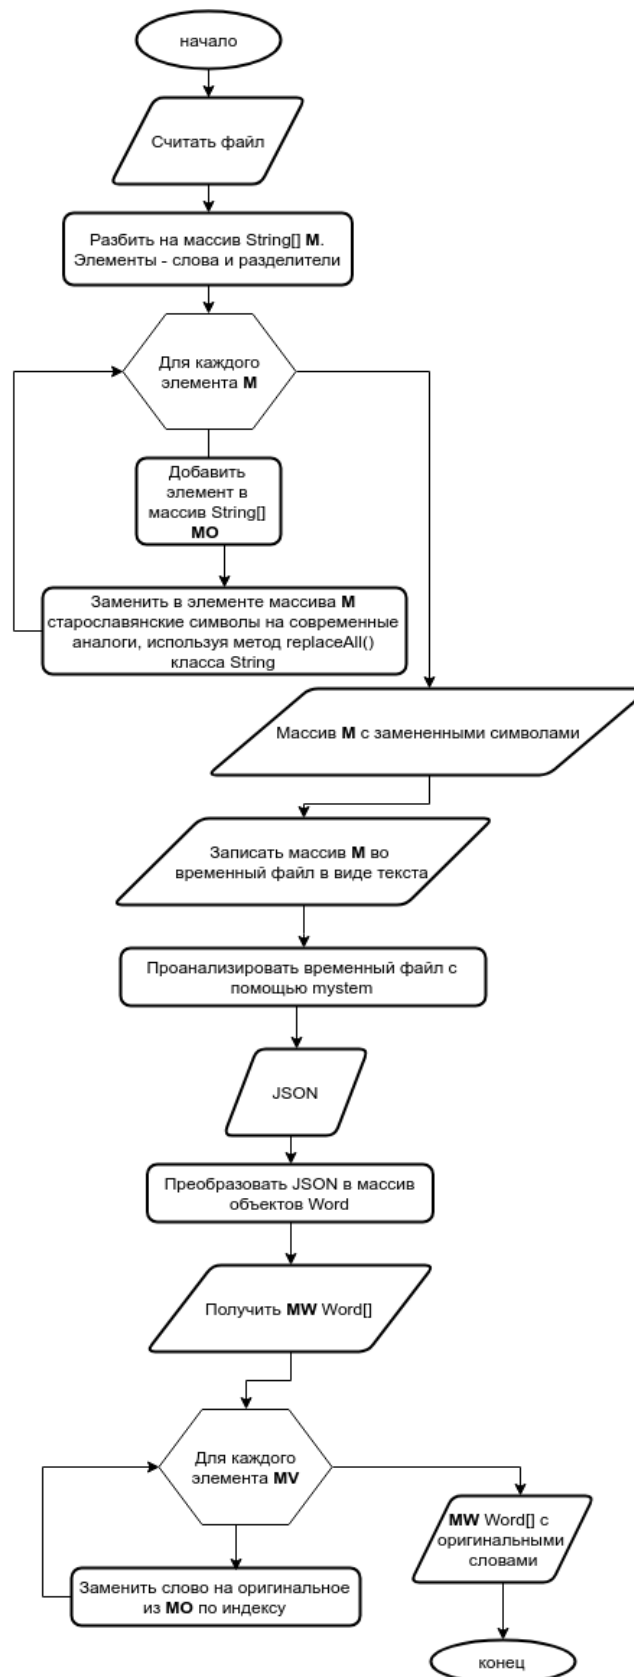 начало
Считать файл
Разбить на массив String[] M.
Элементы - слова и разделители
Для каждого
элемента M
Добавить
элемент в
массив String[]
MO
Заменить в элементе массива M
старославянские символы на современные
аналоги, используя метод replaceAll()
класса String
Массив M с замененными символами
Записать массив M во
временный файл в виде текста
Проанализировать временный файл с
помощью mystem
JSON
Преобразовать JSON в массив
объектов Word
Получить MW Word[]
Для каждого
элемента MV
MW Word[] с
оригинальными
словами
Заменить слово на оригинальное
из MO по индексу
конец